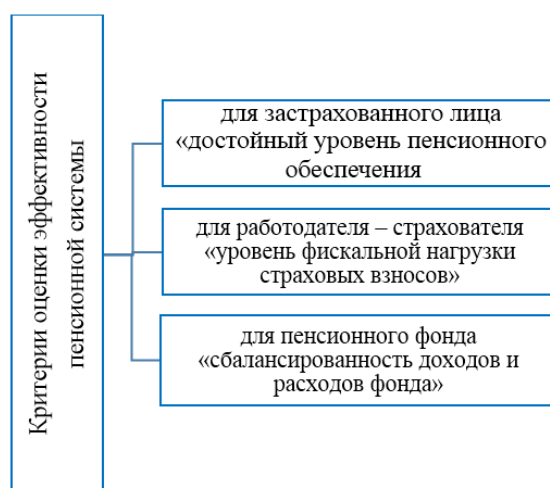 Критерии оценки эффективности
пенсионной системы
для застрахованного лица
«достойный уровень пенсионного
обеспечения
для работодателя – страхователя
«уровень фискальной нагрузки
страховых взносов»
для пенсионного фонда
«сбалансированность доходов и
расходов фонда»